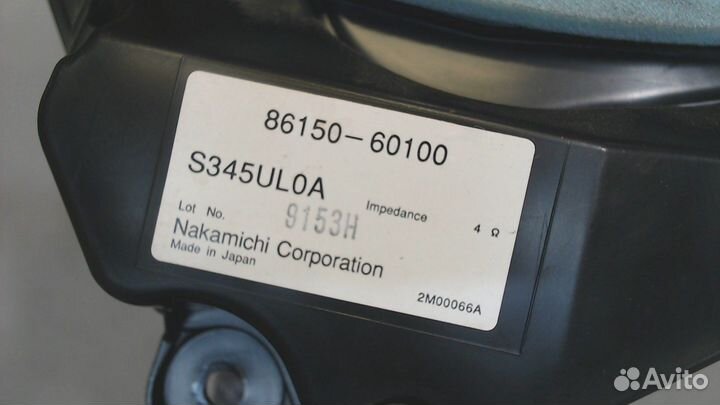 86150-60100
S345UL0A
Impedance 4 Ω
Lot No. 9153H
Nakamichi Corporation
Made in Japan
2M00066A
Avito